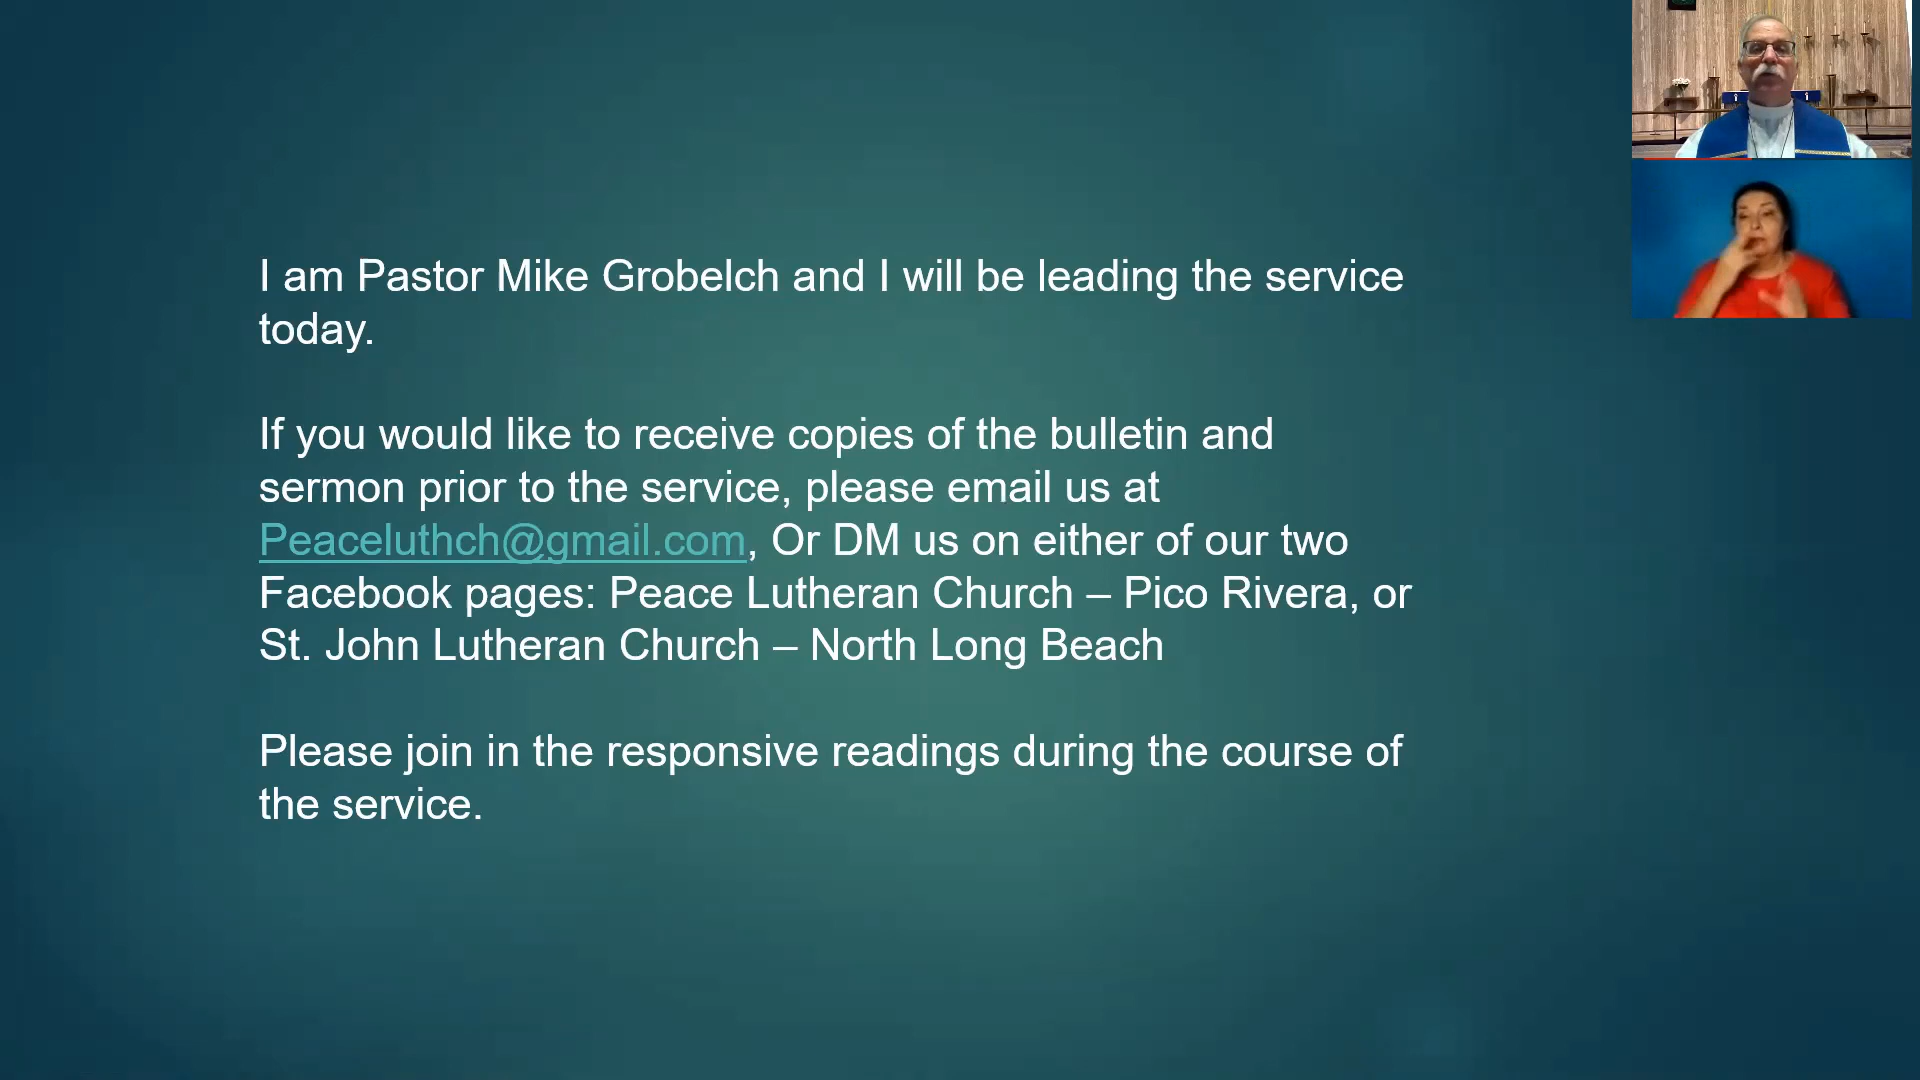 I am Pastor Mike Grobelch and I will be leading the service
today.
If you would like to receive copies of the bulletin and
sermon prior to the service, please email us at
Peaceluthch@gmail.com, Or DM us on either of our two
Facebook pages: Peace Lutheran Church – Pico Rivera, or
St. John Lutheran Church – North Long Beach
Please join in the responsive readings during the course of
the service.